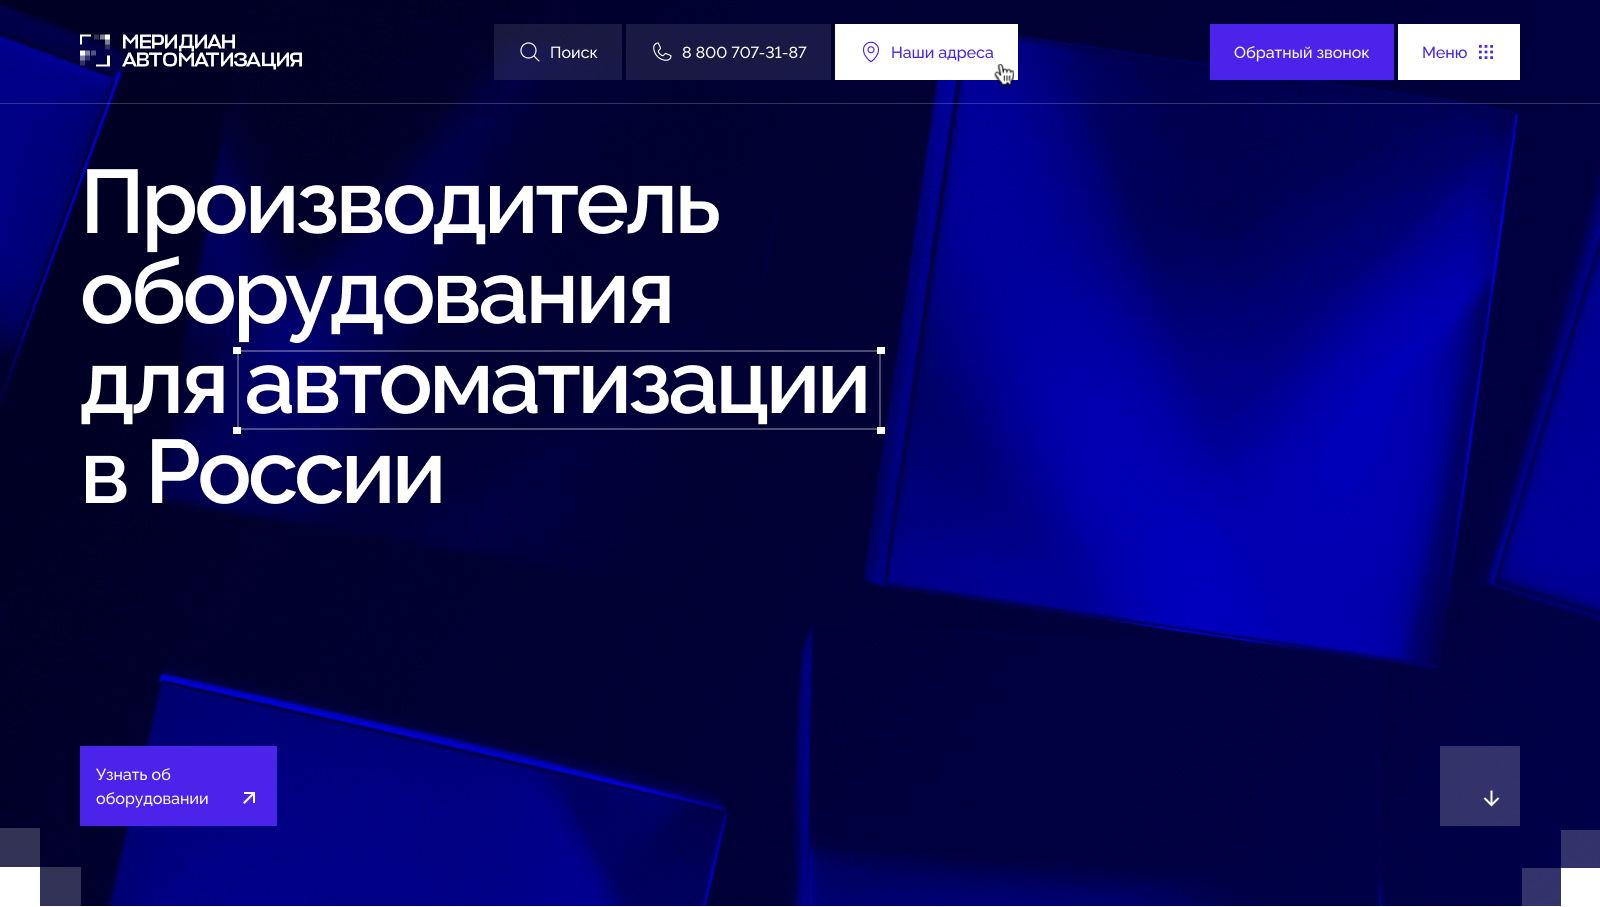 МЕРИДИАН
АВТОМАТИЗАЦИЯ
Поиск
8 800 707-31-87
Наши адреса
Обратный звонок
Меню
Производитель
оборудования
для автоматизации
в России
Узнать об
оборудовании